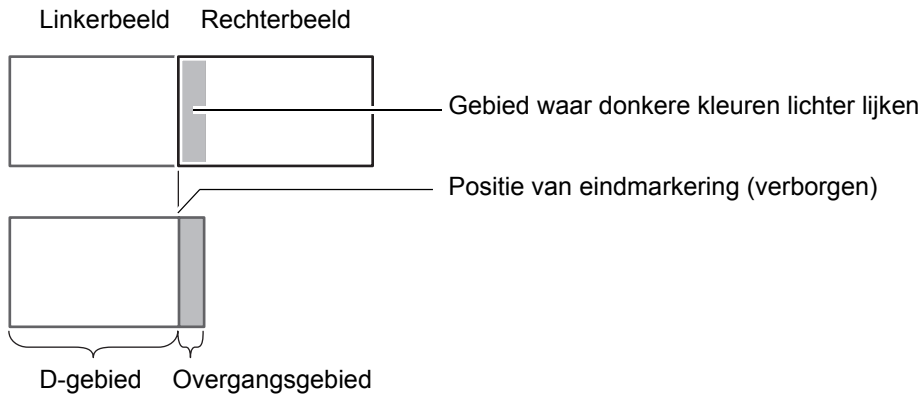 Linkerbeeld
Rechterbeeld
Gebied waar donkere kleuren lichter lijken
Positie van eindmarkering (verborgen)
D-gebied
Overgangsgebied